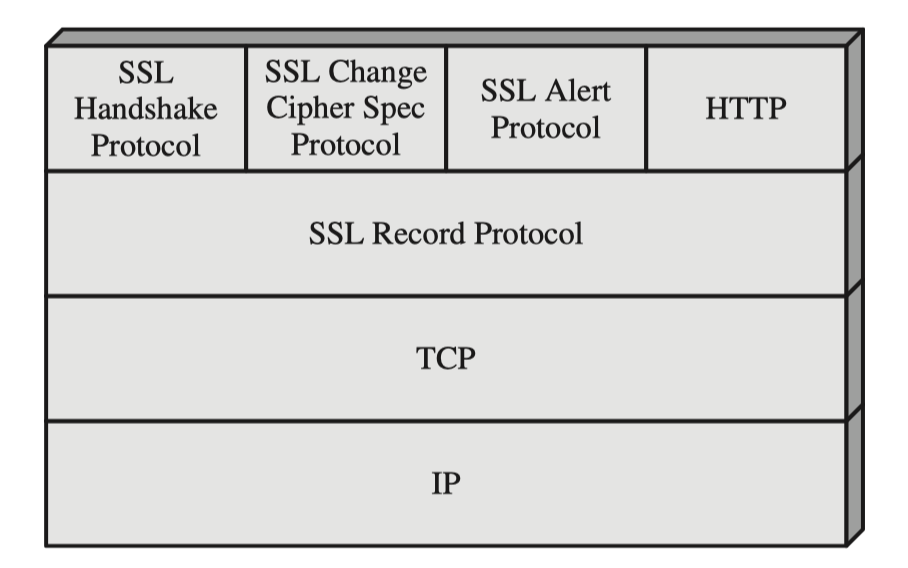 SSL
Handshake
Protocol
SSL Change
Cipher Spec
Protocol
SSL Alert
Protocol
HTTP
SSL Record Protocol
TCP
IP